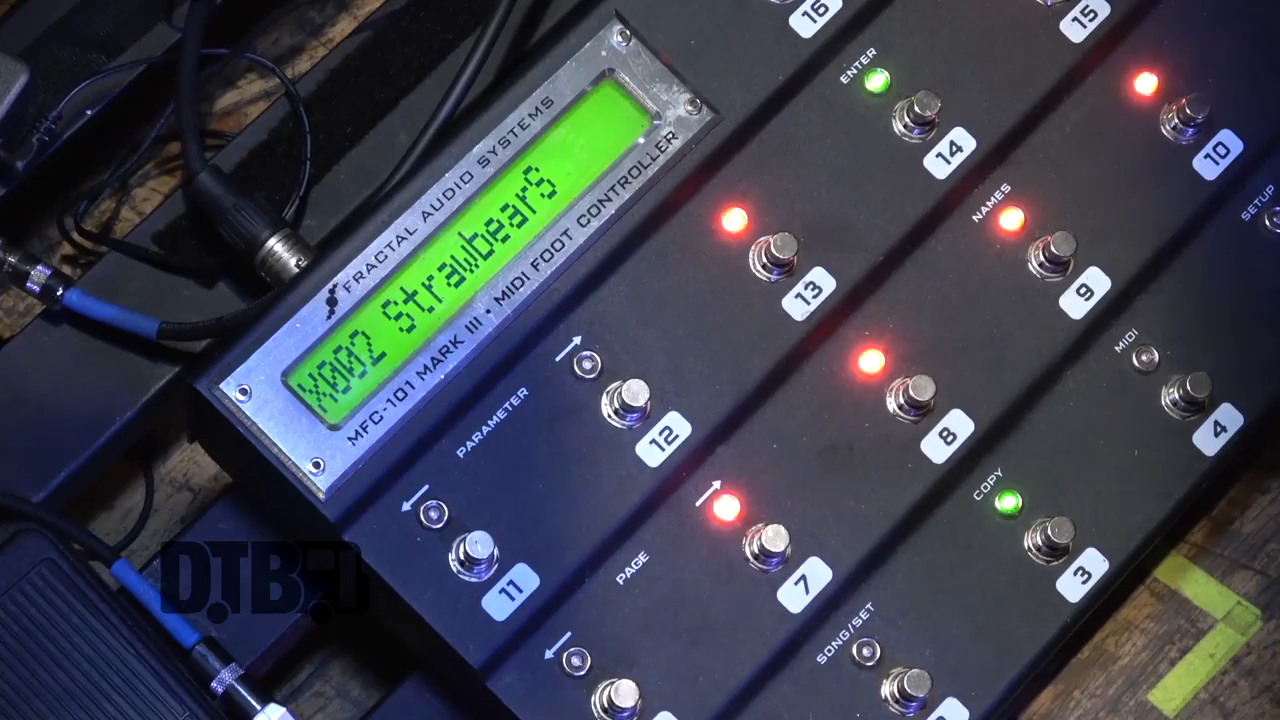 FRACTAL AUDIO SYSTEMS
X002 StrawbearS
MFC-101 MARK III • MIDI FOOT CONTROLLER
16
15
ENTER
14
10
13
NAMES
9
SETUP
PARAMETER
12
8
MIDI
4
11
PAGE
7
COPY
3
SONG/SET
DTB